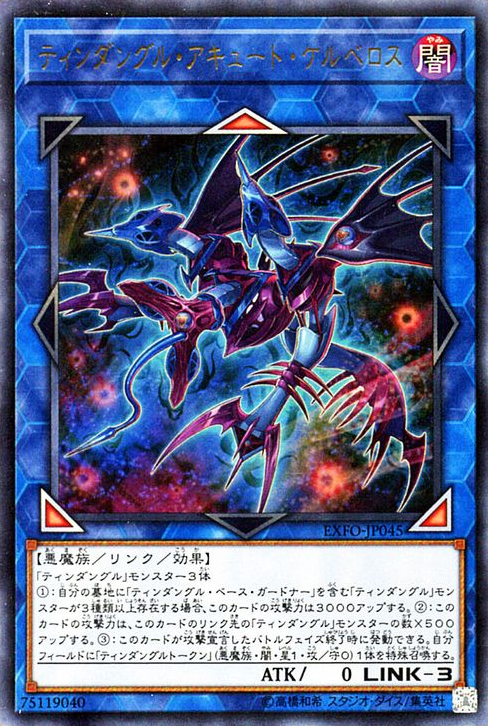 ティンダングル・アキュート・ケルベロス
闇
EXFO-JP045
【悪魔族／リンク／効果】
「ティンダングル」モンスター３体
①：自分の墓地に「ティンダングル・ベース・ガードナー」を含む「ティンダングル」モン
スターが３種類以上存在する場合、このカードの攻撃力は３０００アップする。②：この
カードの攻撃力は、このカードのリンク先の「ティンダングル」モンスターの数×５００
アップする。③：このカードが攻撃宣言したバトルフェイズ終了時に発動できる。自分
フィールドに「ティンダングルトークン」（悪魔族・闇・星１・攻／守０）１体を特殊召喚する。
ATK/ 0 LINK-3
75119040
©高橋和希 スタジオ・ダイス/集英社